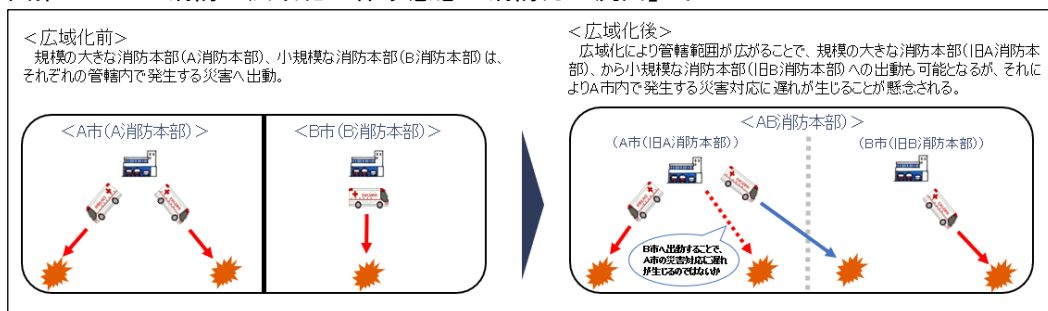 <広域化前>
規模の大きな消防本部(A消防本部)、小規模な消防本部(B消防本部)は、
それぞれの管轄内で発生する災害へ出動。
<A市(A消防本部)>
<B市(B消防本部)>
<広域化後>
広域化により管轄範囲が広がることで、規模の大きな消防本部(旧A消防本
部)、から小規模な消防本部(旧B消防本部)への出動も可能となるが、それに
よりA市内で発生する災害対応に遅れが生じることが懸念される。
<AB消防本部)>
(A市(旧A消防本部))
(B市(旧B消防本部))
B市へ出動することで、
A市の災害対応に遅れ
が生じるのではないか